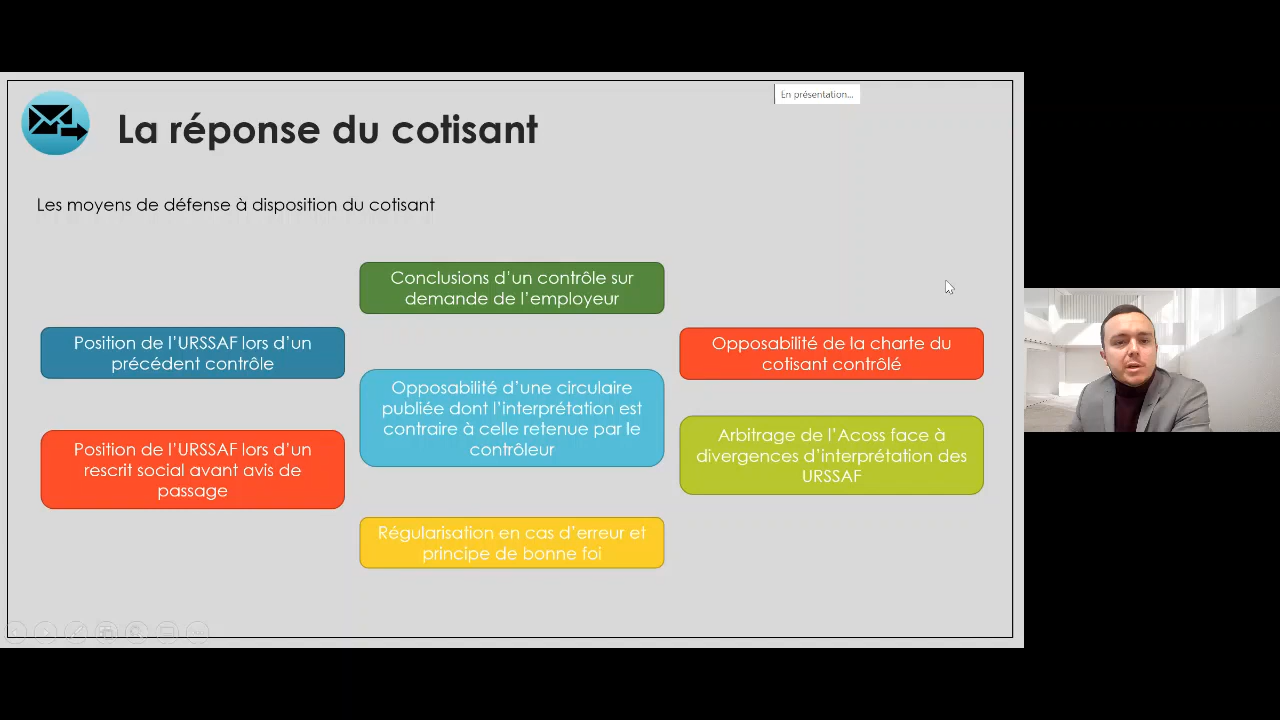 En présentation...
La réponse du cotisant
Les moyens de défense à disposition du cotisant
Conclusions d'un contrôle sur
demande de l'employeur
Position de l'URSSAF lors d'un
précédent contrôle
Opposabilité de la charte du
cotisant contrôlé
Opposabilité d'une circulaire
publiée dont l'interprétation est
contraire à celle retenue par le
contrôleur
Position de l'URSSAF lors d'un
rescrit social avant avis de
passage
Arbitrage de l'Acoss face à
divergences d'interprétation des
URSSAF
Régularisation en cas d'erreur et
principe de bonne foi